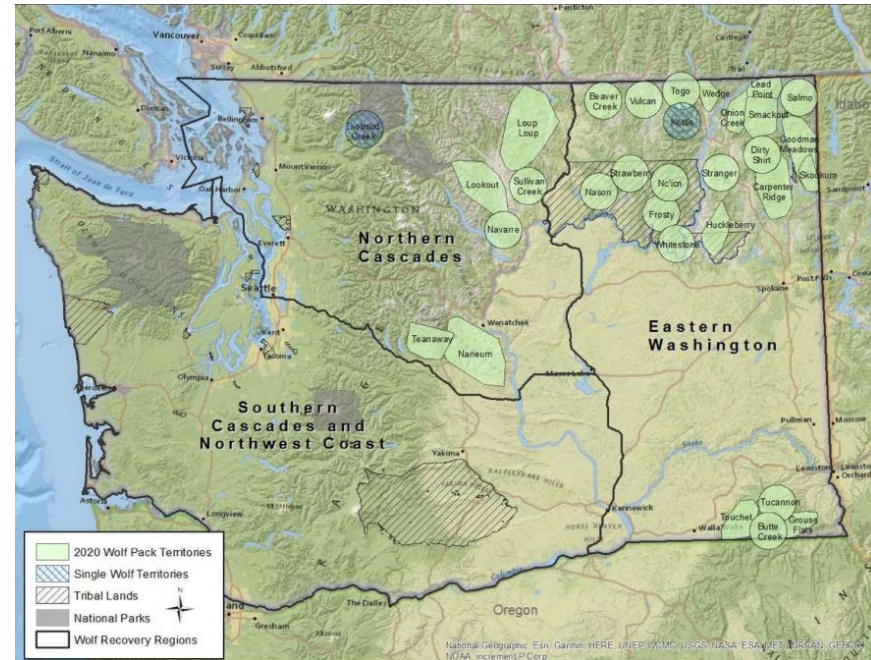 Port Alberni
Nanaimo
Vancouver
Coquitlam
Surrey
Abbotsford
Penticton
Castlegar
Trail
Duncan
Victoria
Strait of Juan de Fuca
Bellingham
Mount Vernon
Oak Harbor
Everett
Seattle
Kent
Tacoma
Olympia
Aberdeen
Astoria
Longview
WASHINGTON
Northern
Cascades
Loup
Loup
Lookout
Sullivan
Creek
Navarre
Wenatchee
Teanaway
Naneum
Beaver
Creek
Vulcan
Togo
Kettle
Wedge
Lead
Point
Salmo
Onion
Creek
Smackout
Dirty
Shirt
Goodman
Meadows
Skookum
Carpenter
Ridge
Stranger
Strawberry
Nason
Nc'icn
Frosty
Whitestone
Huckleberry
Idaho
Sandpoint
Spokane
Post Falls
Eastern
Washington
Moses Lake
Southern
Cascades and
Northwest Coast
Yakima
RATTLESNAKE HILLS
Kennewick
HORSE HEAVEN
Walla
Snake
Pullman
Moscow
Lewiston
Tucannon
Touchet
Butte
Creek
Grouse
Flats
Columbia
The Dalles
Gresham
Oregon
2020 Wolf Pack Territories
Single Wolf Territories
Tribal Lands
National Parks
Wolf Recovery Regions
N
National Geographic, Esri, Garmin, HERE, UNEP-WCMC, USGS, NASA, ESA, METI, NRCAN, GEBCO,
NOAA, increment P Corp.